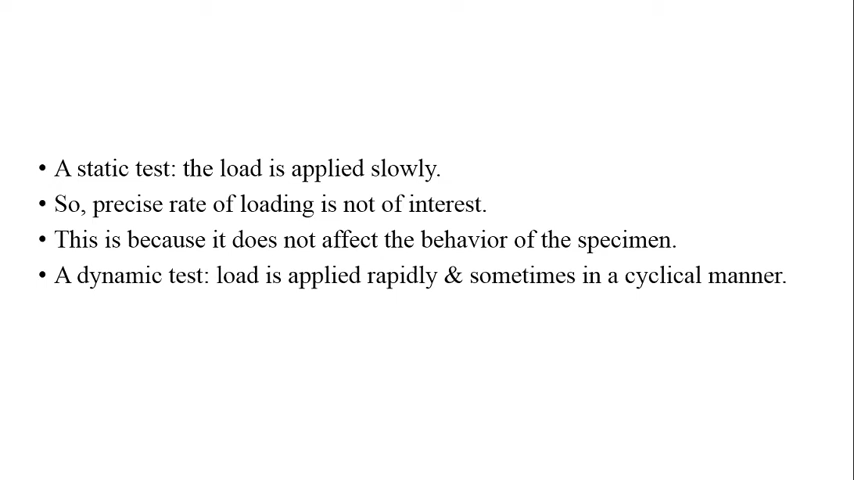 • A static test: the load is applied slowly.
• So, precise rate of loading is not of interest.
• This is because it does not affect the behavior of the specimen.
• A dynamic test: load is applied rapidly & sometimes in a cyclical manner.